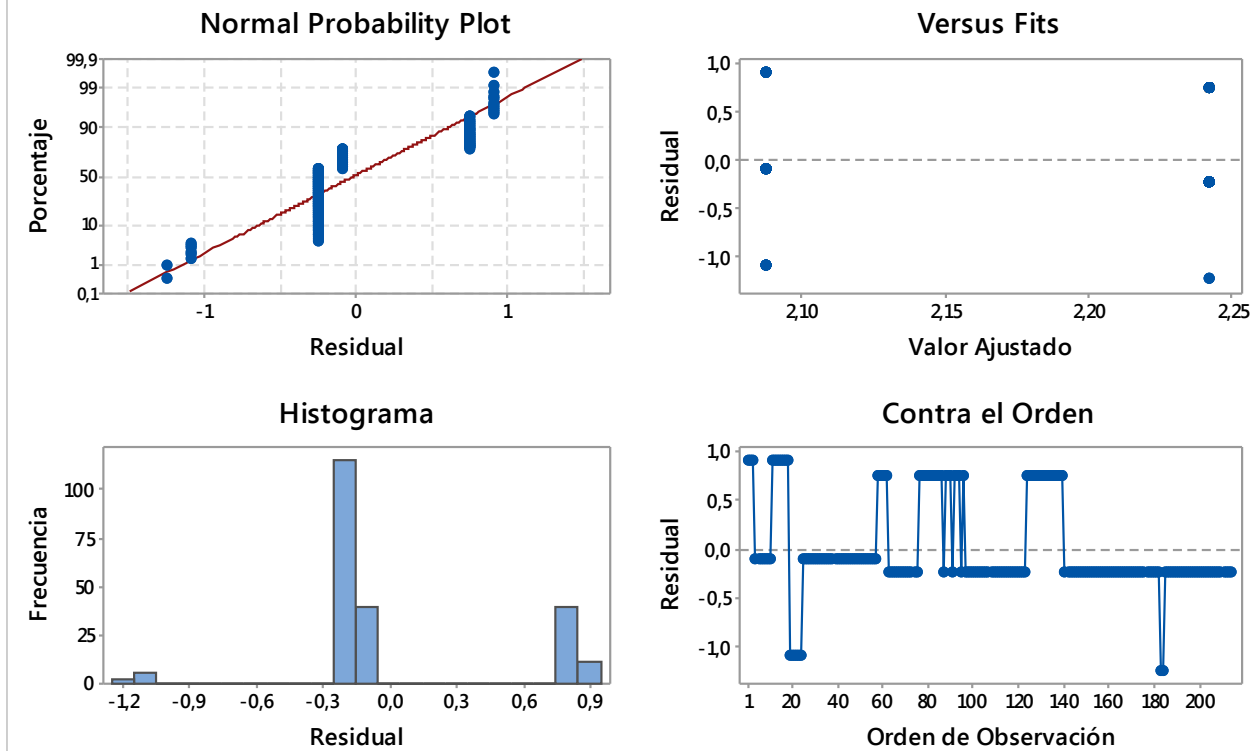 Normal Probability Plot
99,9
99
90
50
10
1
0,1
Porcentaje
-1 0 1
Residual
Versus Fits
1,0
0,5
0,0
-0,5
-1,0
Residual
2,10 2,15 2,20 2,25
Valor Ajustado
Histograma
100
75
50
25
0
Frecuencia
-1,2 -0,9 -0,6 -0,3 0,0 0,3 0,6 0,9
Residual
Contra el Orden
1,0
0,5
0,0
-0,5
-1,0
Residual
1 20 40 60 80 100 120 140 160 180 200
Orden de Observación